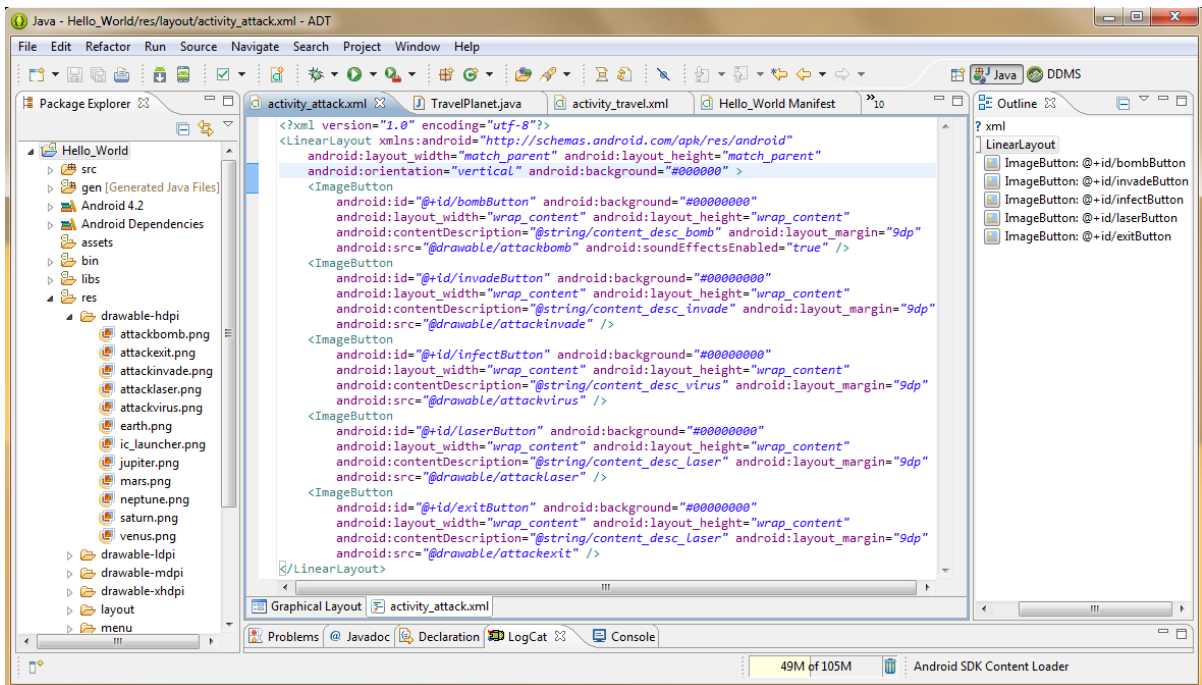 Java - Hello_World/res/layout/activity_attack.xml - ADT
File Edit Refactor Run Source Navigate Search Project Window Help
Java DDMS
Package Explorer
Hello_World
src
gen [Generated Java Files]
Android 4.2
Android Dependencies
assets
bin
libs
res
drawable-hdpi
attackbomb.png
attackexit.png
attackinvade.png
attacklaser.png
attackvirus.png
earth.png
ic_launcher.png
jupiter.png
mars.png
neptune.png
saturn.png
venus.png
drawable-ldpi
drawable-mdpi
drawable-xhdpi
layout
menu
activity_attack.xml TravelPlanet.java activity_travel.xml Hello_World Manifest »10
<?xml version="1.0" encoding="utf-8"?>
<LinearLayout xmlns:android="http://schemas.android.com/apk/res/android"
android:layout_width="match_parent" android:layout_height="match_parent"
android:orientation="vertical" android:background="#000000" >
<ImageButton
android:id="@+id/bombButton" android:background="#00000000"
android:layout_width="wrap_content" android:layout_height="wrap_content"
android:contentDescription="@string/content_desc_bomb" android:layout_margin="9dp"
android:src="@drawable/attackbomb" android:soundEffectsEnabled="true" />
<ImageButton
android:id="@+id/invadeButton" android:background="#00000000"
android:layout_width="wrap_content" android:layout_height="wrap_content"
android:contentDescription="@string/content_desc_invade" android:layout_margin="9dp"
android:src="@drawable/attackinvade" />
<ImageButton
android:id="@+id/infectButton" android:background="#00000000"
android:layout_width="wrap_content" android:layout_height="wrap_content"
android:contentDescription="@string/content_desc_virus" android:layout_margin="9dp"
android:src="@drawable/attackvirus" />
<ImageButton
android:id="@+id/laserButton" android:background="#00000000"
android:layout_width="wrap_content" android:layout_height="wrap_content"
android:contentDescription="@string/content_desc_laser" android:layout_margin="9dp"
android:src="@drawable/attacklaser" />
<ImageButton
android:id="@+id/exitButton" android:background="#00000000"
android:layout_width="wrap_content" android:layout_height="wrap_content"
android:contentDescription="@string/content_desc_laser" android:layout_margin="9dp"
android:src="@drawable/attackexit" />
</LinearLayout>
Graphical Layout activity_attack.xml
Outline
? xml
LinearLayout
ImageButton: @+id/bombButton
ImageButton: @+id/invadeButton
ImageButton: @+id/infectButton
ImageButton: @+id/laserButton
ImageButton: @+id/exitButton
Problems @ Javadoc Declaration LogCat Console
49M of 105M Android SDK Content Loader